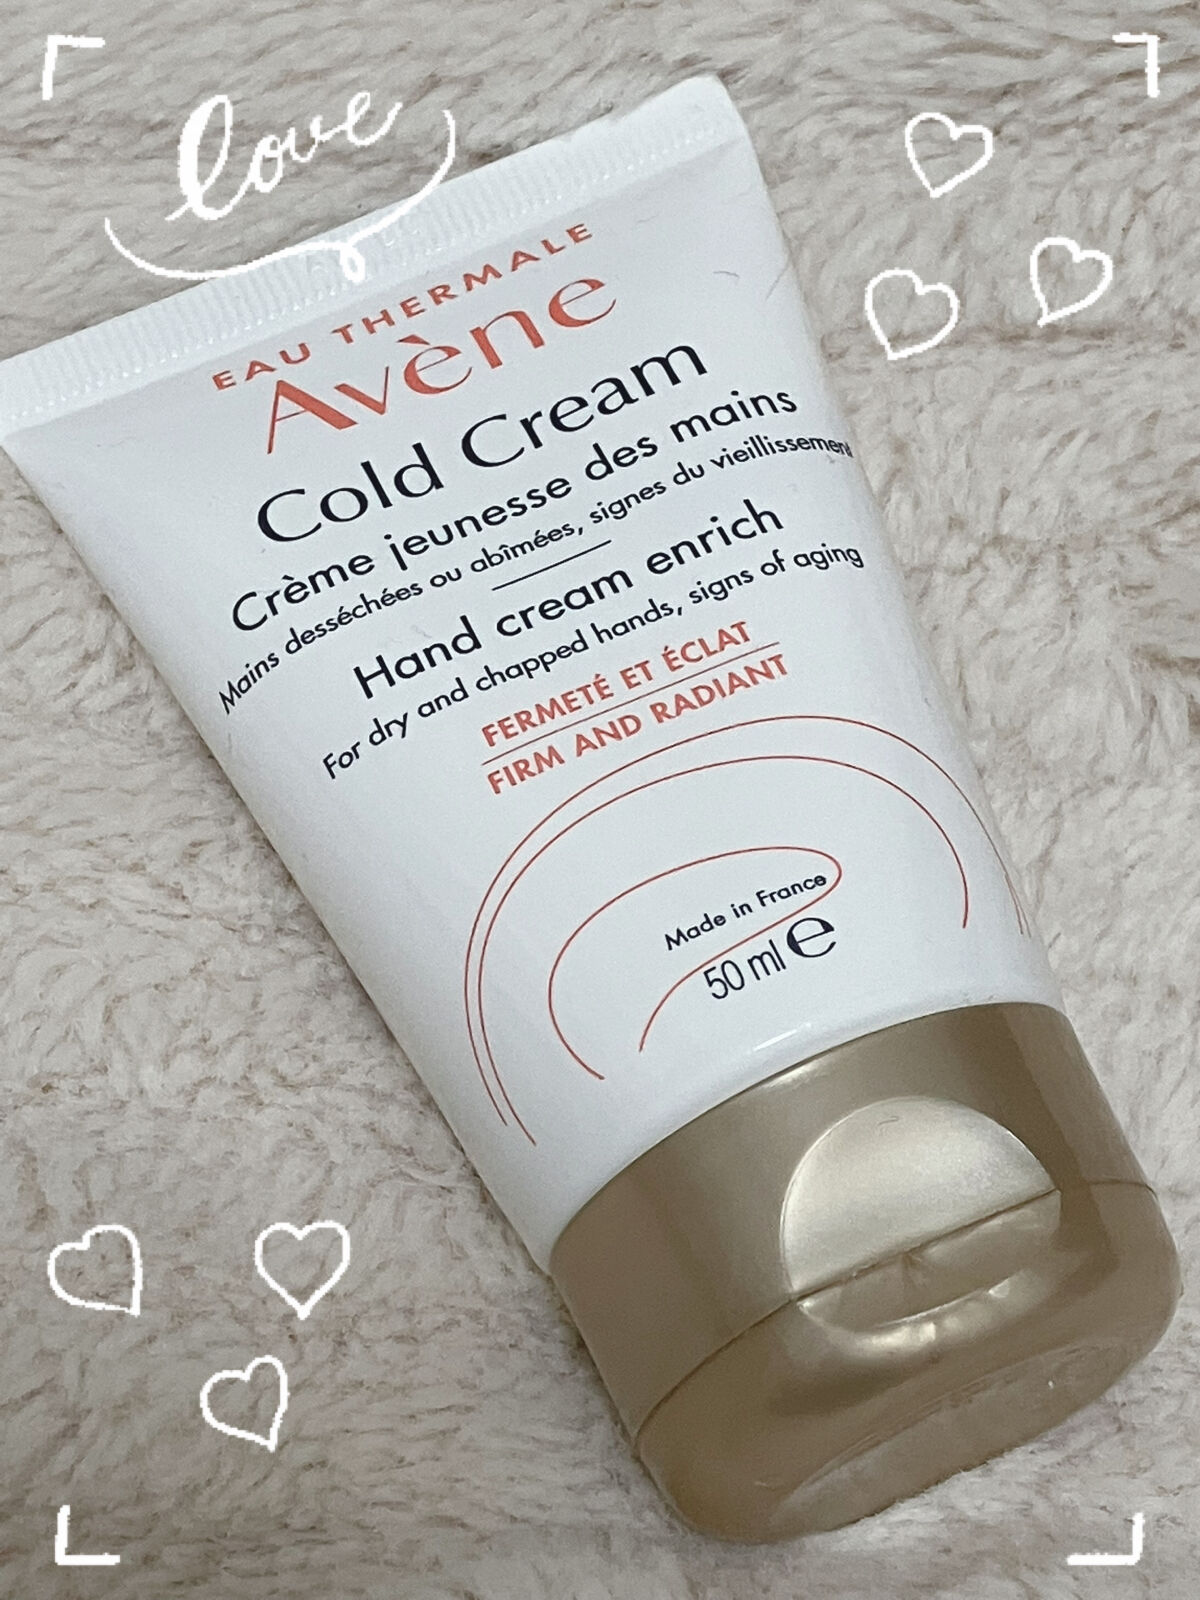 love
EAU THERMALE
Avène
Cold Cream
Crème jeunesse des mains
Mains desséchées ou abîmées, signes du vieillissement
Hand cream enrich
For dry and chapped hands, signs of aging
FERMETÉ ET ÉCLAT
FIRM AND RADIANT
Made in France
50 ml ℮